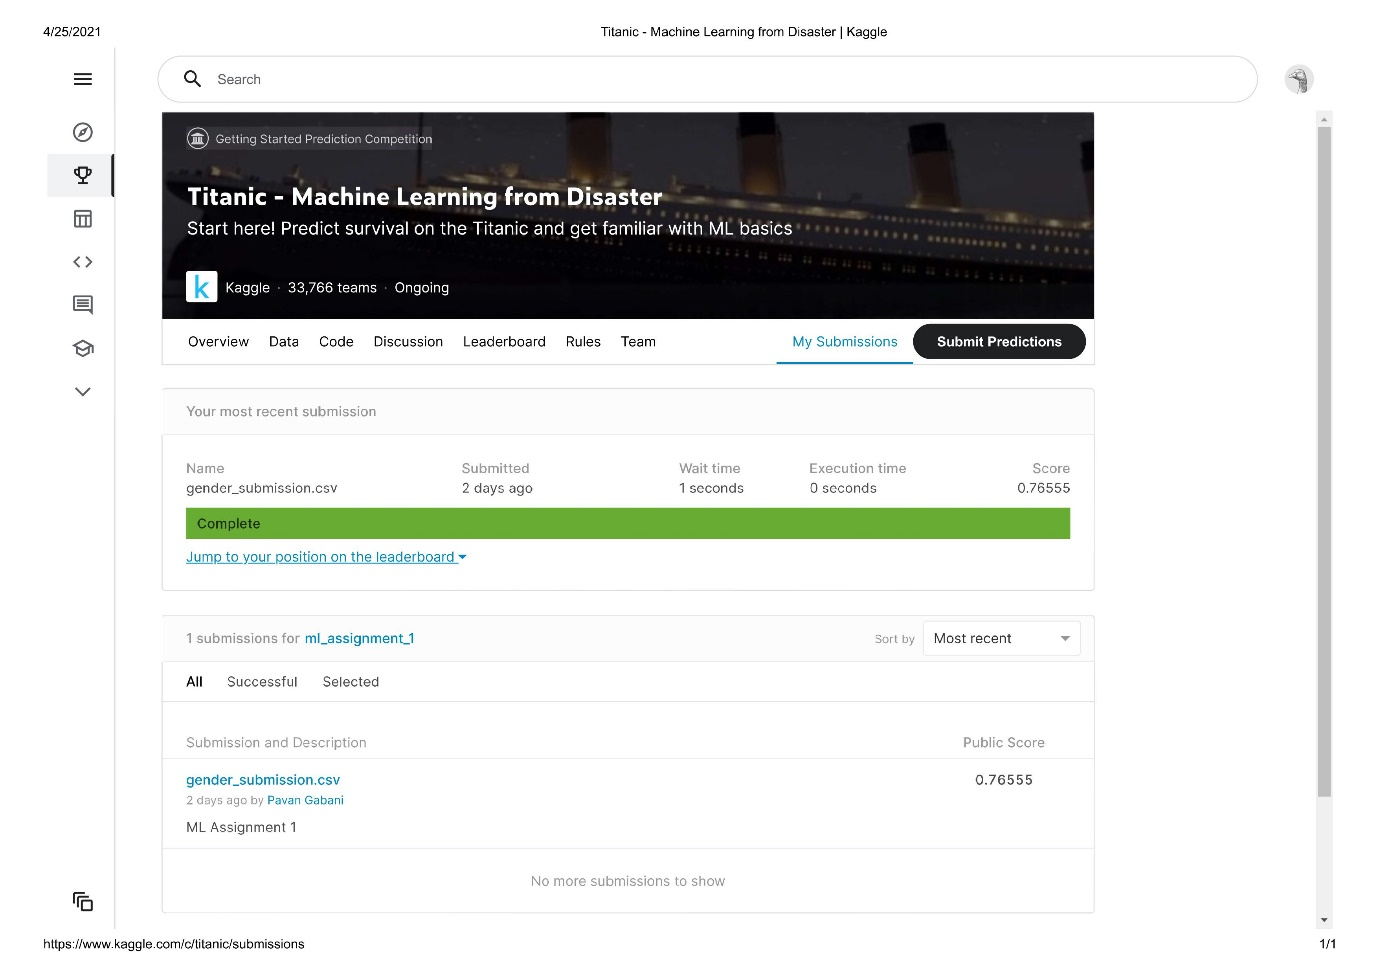 4/25/2021 Titanic - Machine Learning from Disaster | Kaggle
Search
Getting Started Prediction Competition
Titanic - Machine Learning from Disaster
Start here! Predict survival on the Titanic and get familiar with ML basics
k Kaggle · 33,766 teams · Ongoing
Overview Data Code Discussion Leaderboard Rules Team My Submissions Submit Predictions
Your most recent submission
Name Submitted Wait time Execution time Score
gender_submission.csv 2 days ago 1 seconds 0 seconds 0.76555
Complete
Jump to your position on the leaderboard
1 submissions for ml_assignment_1 Sort by Most recent
All Successful Selected
Submission and Description Public Score
gender_submission.csv 0.76555
2 days ago by Pavan Gabani
ML Assignment 1
No more submissions to show
https://www.kaggle.com/c/titanic/submissions 1/1